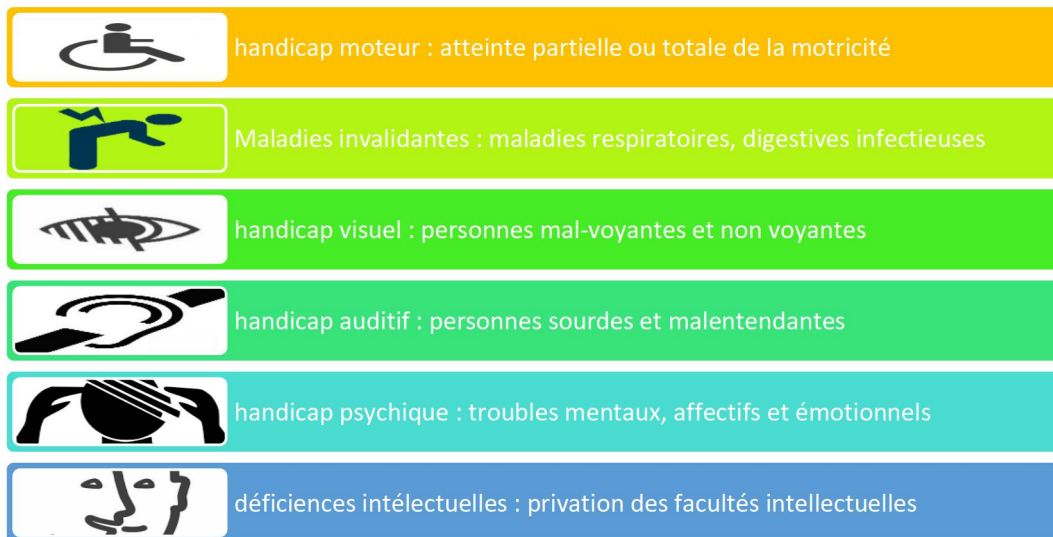 handicap moteur : atteinte partielle ou totale de la motricité
Maladies invalidantes : maladies respiratoires, digestives infectieuses
handicap visuel : personnes mal-voyantes et non voyantes
handicap auditif : personnes sourdes et malentendantes
handicap psychique : troubles mentaux, affectifs et émotionnels
déficiences intélectuelles : privation des facultés intellectuelles